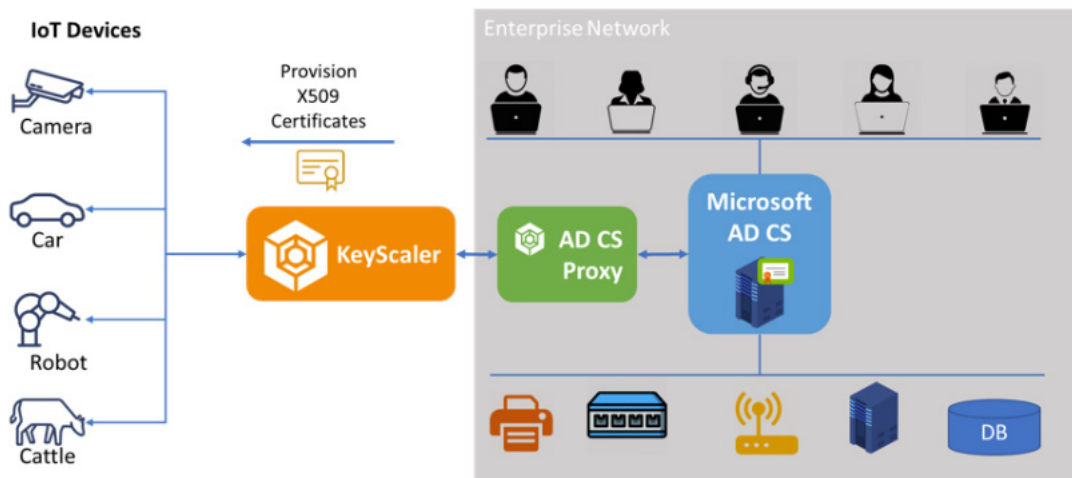 IoT Devices
Camera
Car
Robot
Cattle
Provision
X509
Certificates
KeyScaler
Enterprise Network
AD CS
Proxy
Microsoft
AD CS
DB